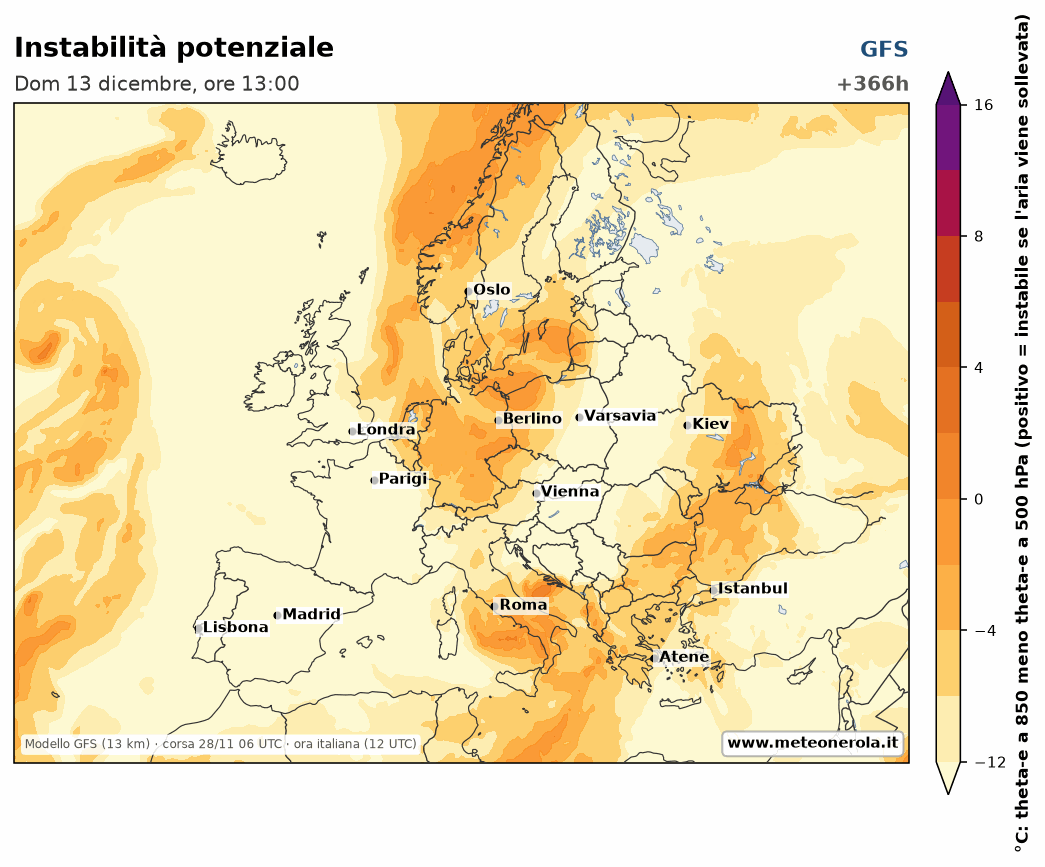 Instabilità potenziale
GFS
Dom 13 dicembre, ore 13:00
+366h
Oslo
Berlino
Varsavia
Kiev
Londra
Parigi
Vienna
Istanbul
Roma
Madrid
Lisbona
Atene
Modello GFS (13 km) · corsa 28/11 06 UTC · ora italiana (12 UTC)
www.meteonerola.it
16
8
4
0
−4
−12
°C: theta-e a 850 meno theta-e a 500 hPa (positivo = instabile se l'aria viene sollevata)